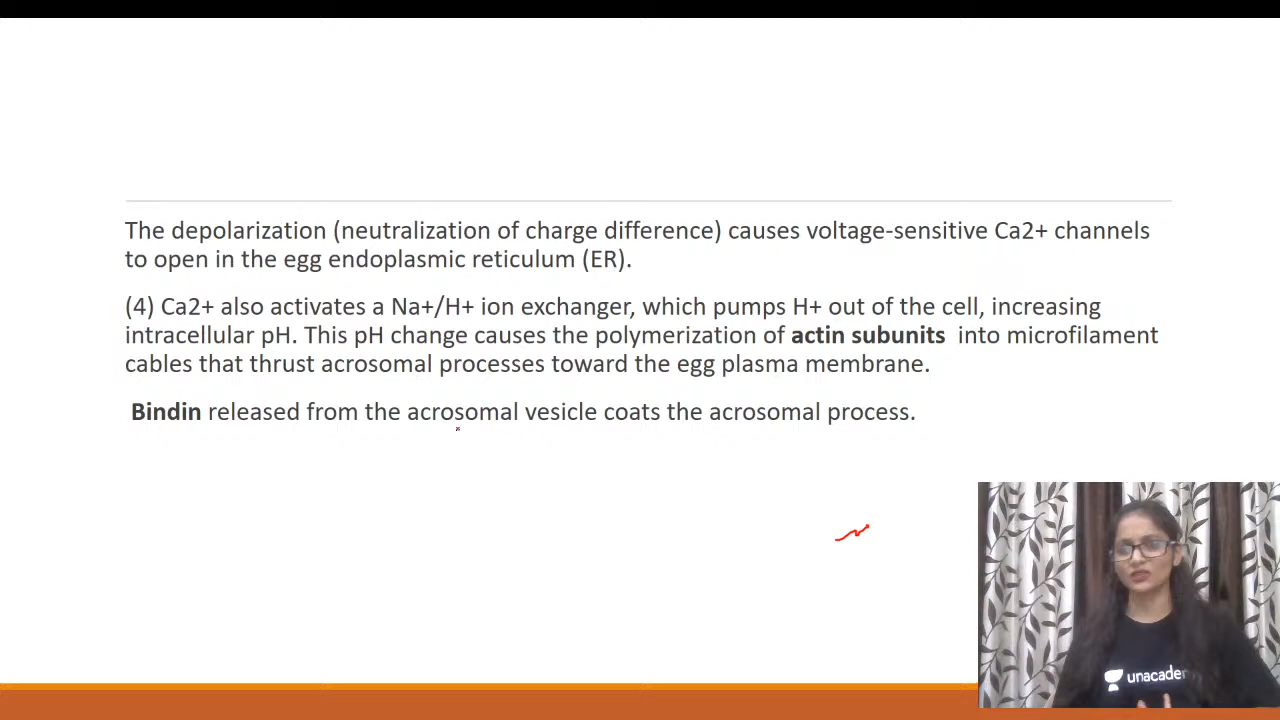 The depolarization (neutralization of charge difference) causes voltage-sensitive Ca2+ channels
to open in the egg endoplasmic reticulum (ER).
(4) Ca2+ also activates a Na+/H+ ion exchanger, which pumps H+ out of the cell, increasing
intracellular pH. This pH change causes the polymerization of actin subunits into microfilament
cables that thrust acrosomal processes toward the egg plasma membrane.
Bindin released from the acrosomal vesicle coats the acrosomal process.
unacade